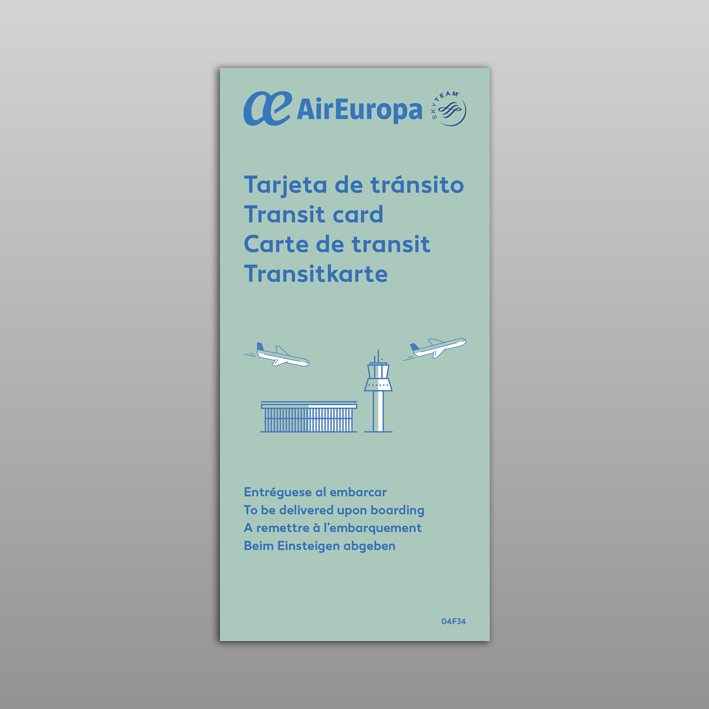 æ AirEuropa SKYTEAM
Tarjeta de tránsito
Transit card
Carte de transit
Transitkarte
Entréguese al embarcar
To be delivered upon boarding
A remettre à l'embarquement
Beim Einsteigen abgeben
04F34